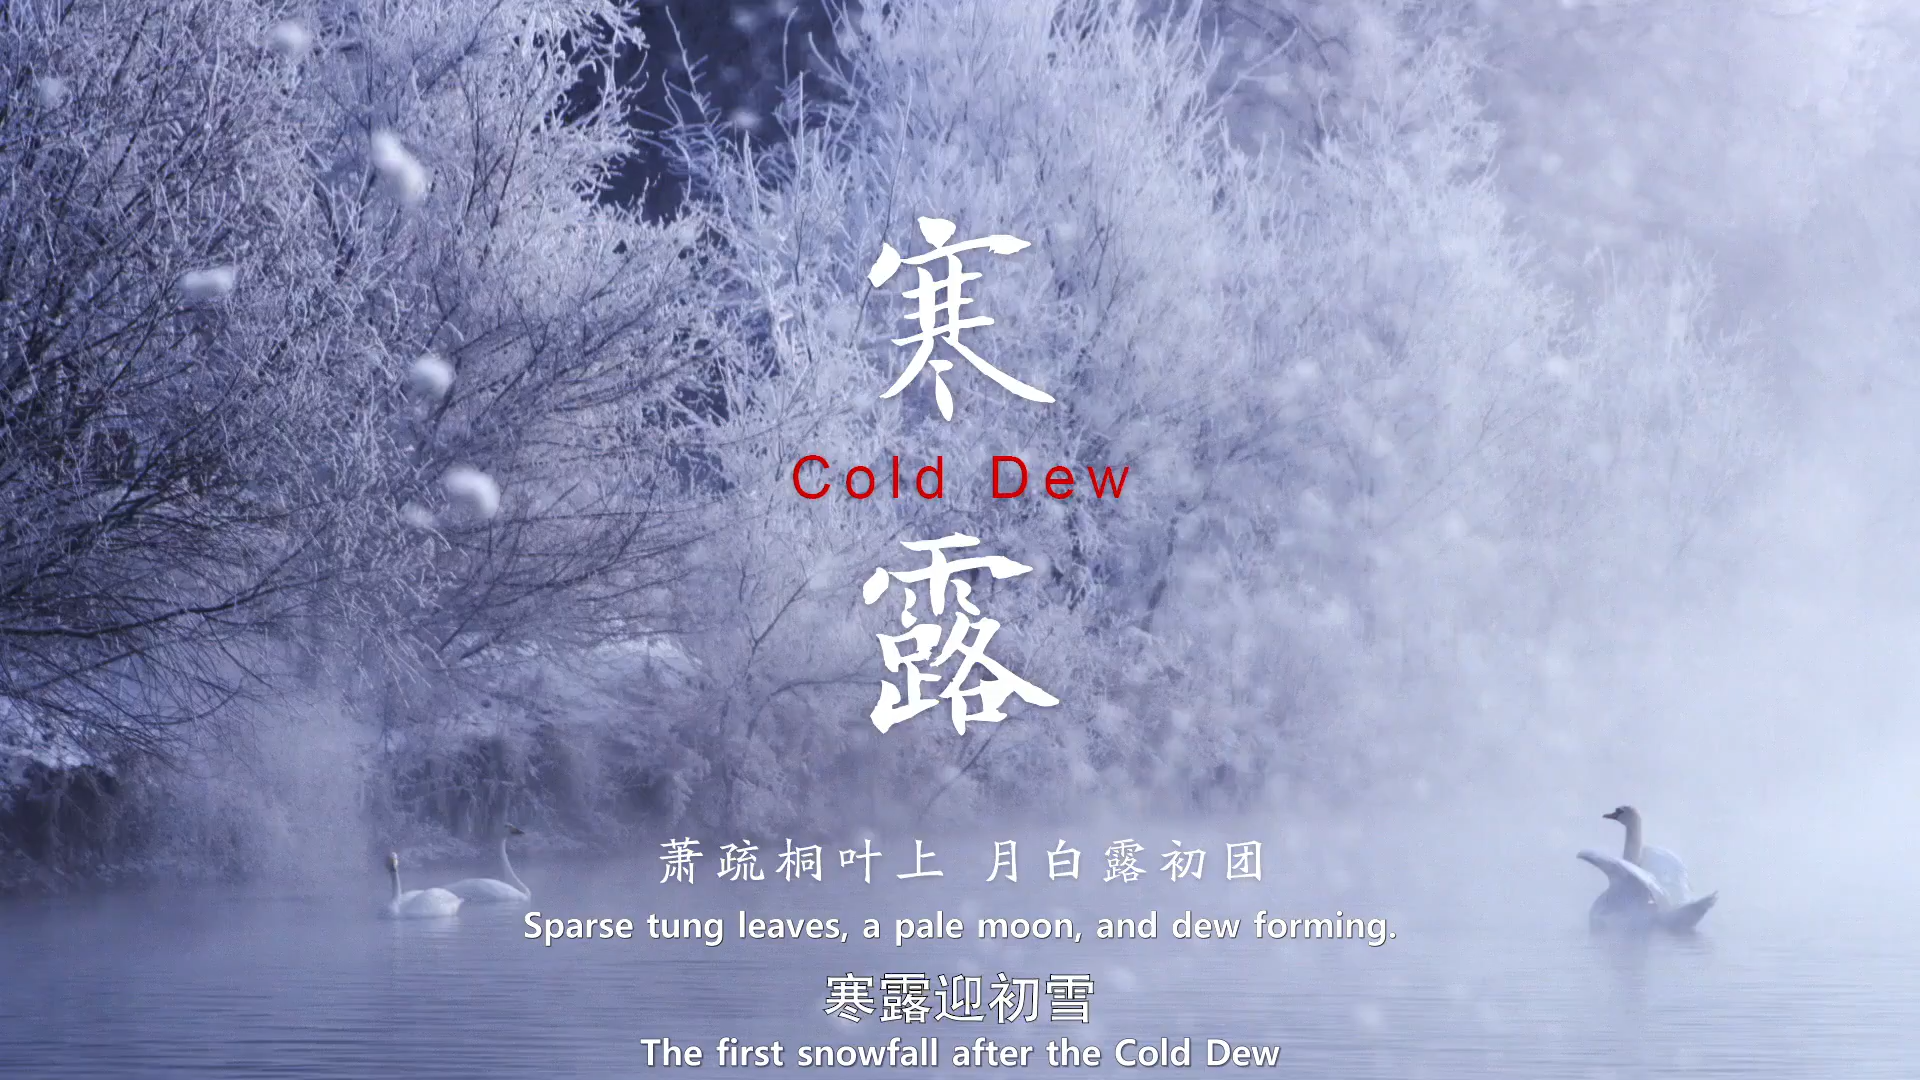 寒
Cold Dew
露
萧疏桐叶上 月白露初团
Sparse tung leaves, a pale moon, and dew forming.
寒露迎初雪
The first snowfall after the Cold Dew